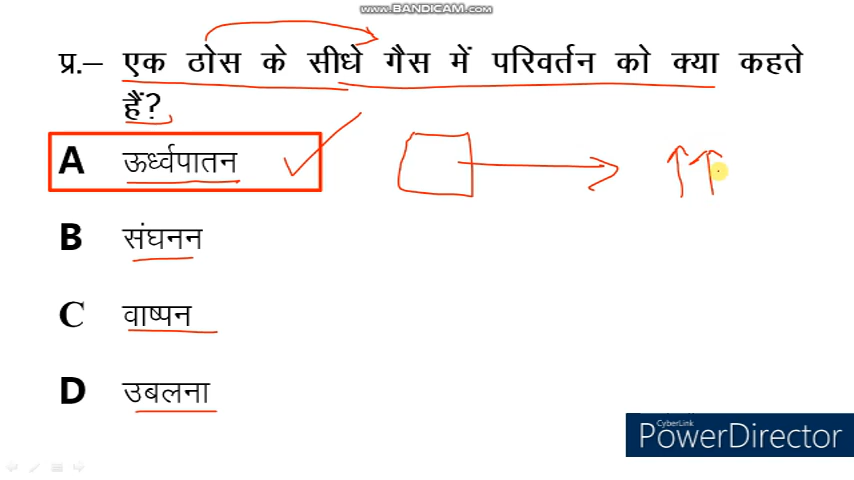 www.BANDICAM.com
प्र.– एक ठोस के सीधे गैस में परिवर्तन को क्या कहते
हैं?
A ऊर्ध्वपातन
B संघनन
C वाष्पन
D उबलना
CyberLink
PowerDirector